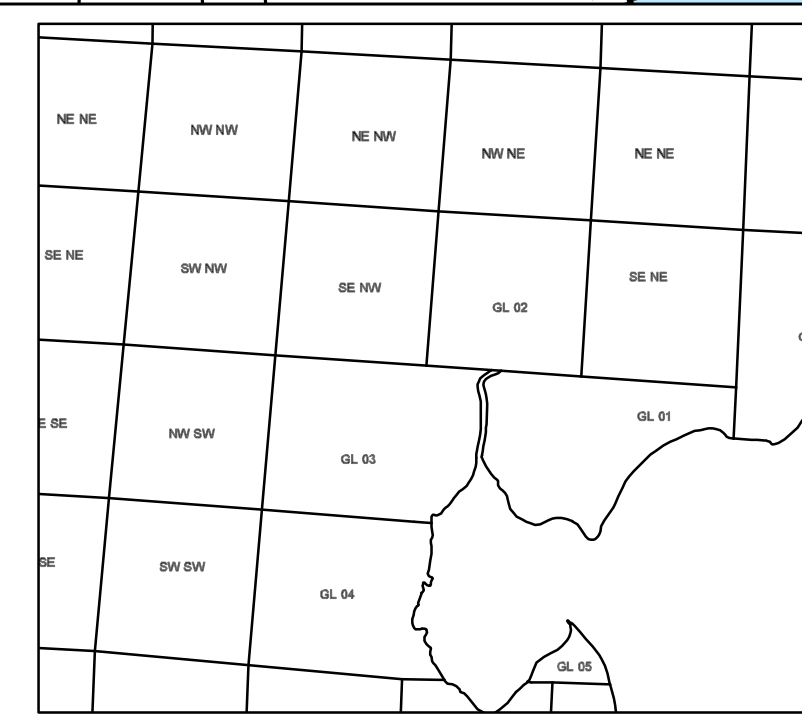 NE NE
NW NW
NE NW
NW NE
NE NE
SE NE
SW NW
SE NW
GL 02
SE NE
E SE
NW SW
GL 03
GL 01
SE
SW SW
GL 04
GL 05